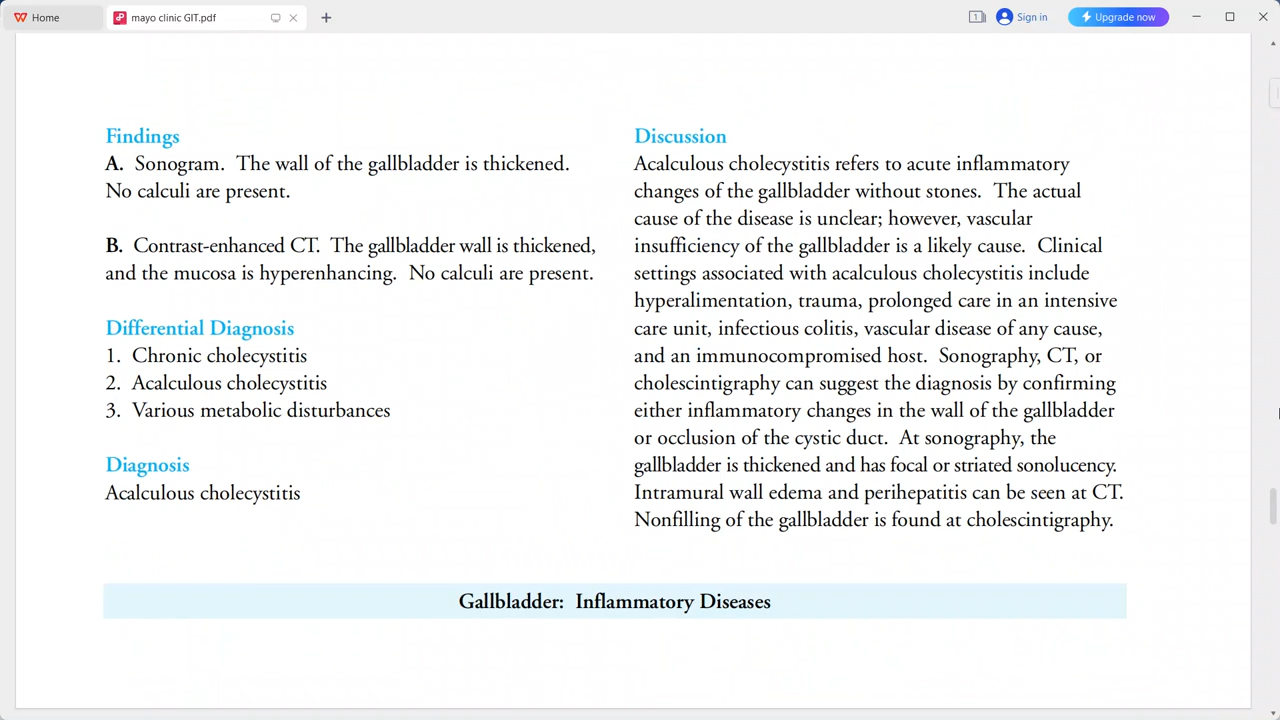 Home
mayo clinic GIT.pdf
1
Sign in
Upgrade now
Findings
A. Sonogram. The wall of the gallbladder is thickened.
No calculi are present.
B. Contrast-enhanced CT. The gallbladder wall is thickened,
and the mucosa is hyperenhancing. No calculi are present.
Differential Diagnosis
1. Chronic cholecystitis
2. Acalculous cholecystitis
3. Various metabolic disturbances
Diagnosis
Acalculous cholecystitis
Discussion
Acalculous cholecystitis refers to acute inflammatory
changes of the gallbladder without stones. The actual
cause of the disease is unclear; however, vascular
insufficiency of the gallbladder is a likely cause. Clinical
settings associated with acalculous cholecystitis include
hyperalimentation, trauma, prolonged care in an intensive
care unit, infectious colitis, vascular disease of any cause,
and an immunocompromised host. Sonography, CT, or
cholescintigraphy can suggest the diagnosis by confirming
either inflammatory changes in the wall of the gallbladder
or occlusion of the cystic duct. At sonography, the
gallbladder is thickened and has focal or striated sonolucency.
Intramural wall edema and perihepatitis can be seen at CT.
Nonfilling of the gallbladder is found at cholescintigraphy.
Gallbladder: Inflammatory Diseases